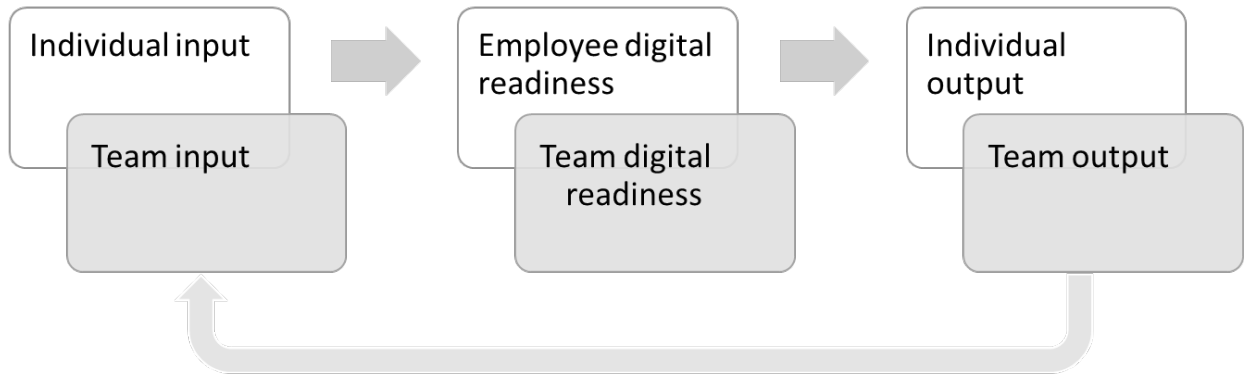 Individual input
Team input
Employee digital
readiness
Team digital
readiness
Individual
output
Team output